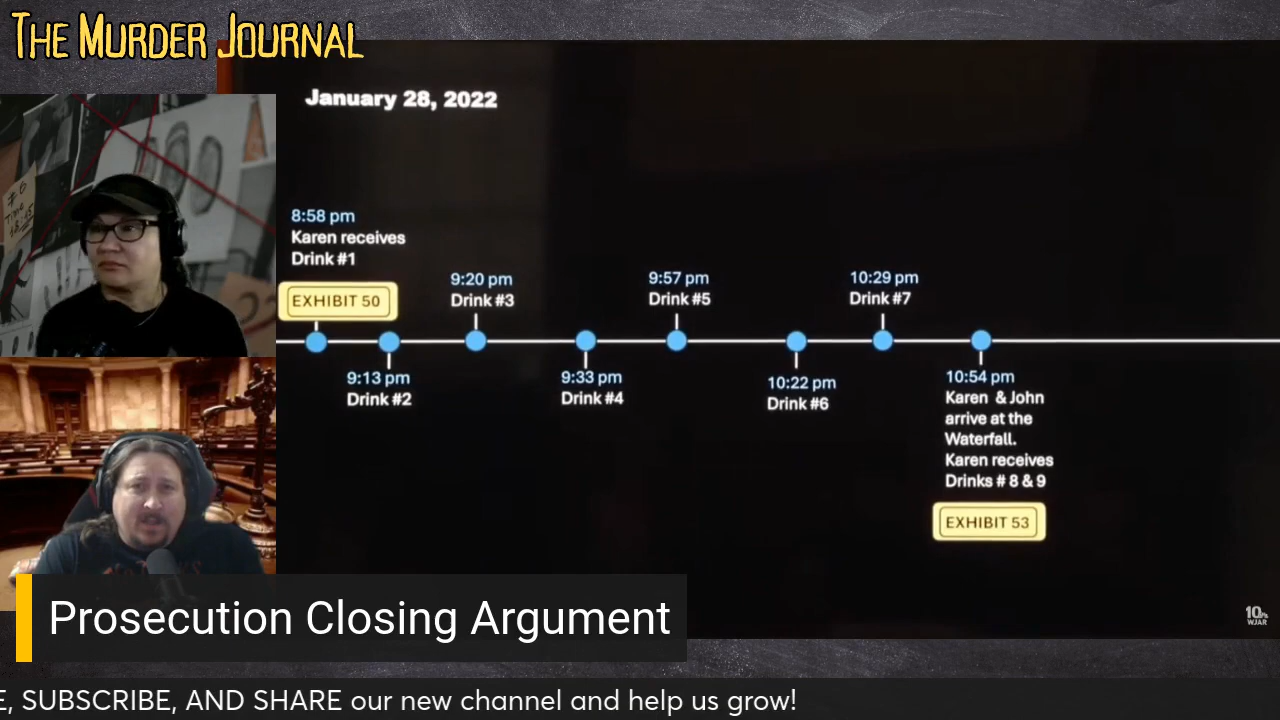 THE MURDER JOURNAL
January 28, 2022
8:58 pm
Karen receives
Drink #1
EXHIBIT 50
9:13 pm
Drink #2
9:20 pm
Drink #3
9:33 pm
Drink #4
9:57 pm
Drink #5
10:22 pm
Drink #6
10:29 pm
Drink #7
10:54 pm
Karen & John
arrive at the
Waterfall.
Karen receives
Drinks # 8 & 9
EXHIBIT 53
10
WJAR
Prosecution Closing Argument
E, SUBSCRIBE, AND SHARE our new channel and help us grow!